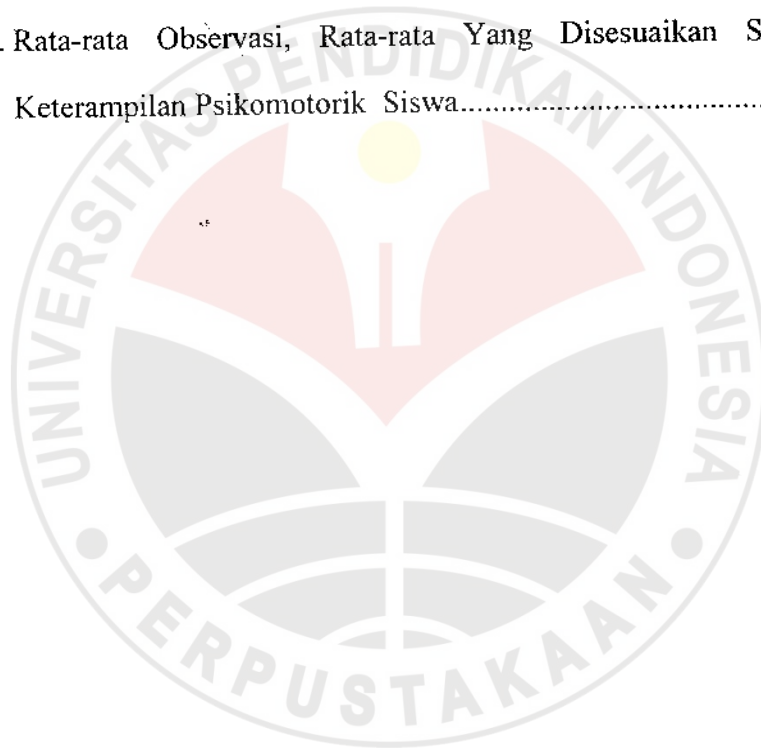 . Rata-rata Observasi, Rata-rata Yang Disesuaikan S
Keterampilan Psikomotorik Siswa.......................................
UNIVERSITAS PENDIDIKAN INDONESIA
PERPUSTAKAAN